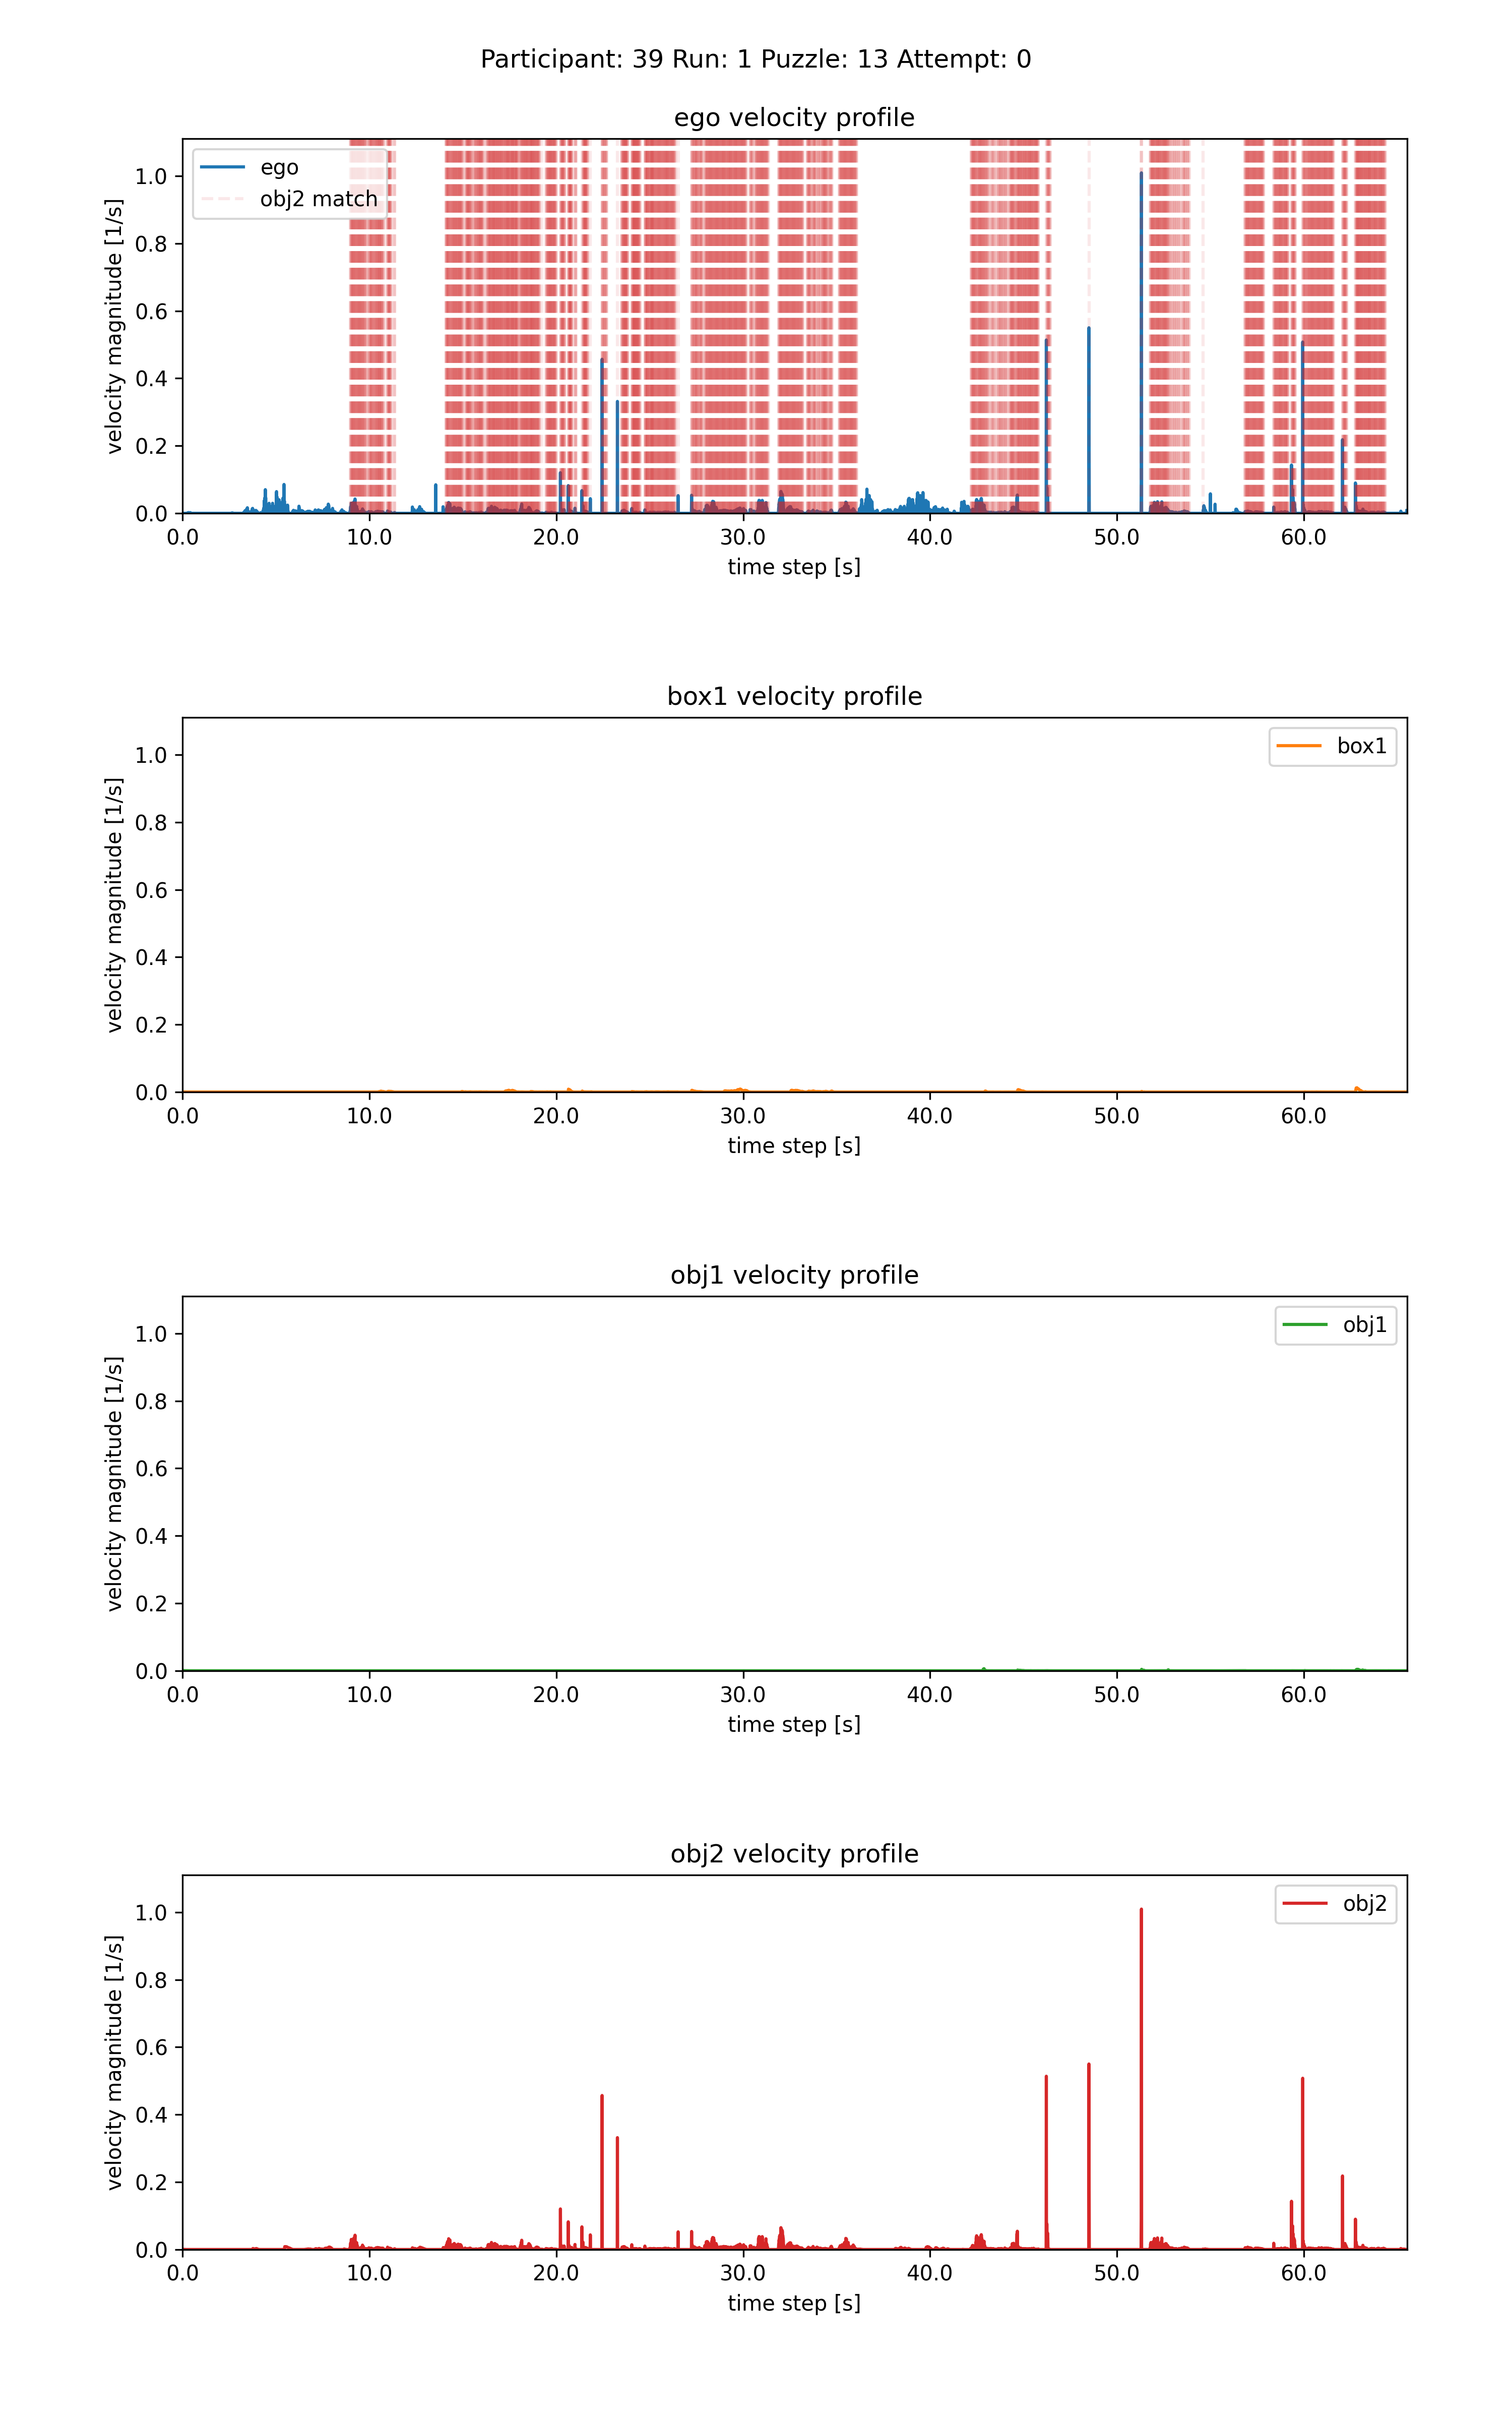 Participant: 39 Run: 1 Puzzle: 13 Attempt: 0
ego velocity profile
velocity magnitude [1/s]
1.0
0.8
0.6
0.4
0.2
0.0
ego
obj2 match
0.0 10.0 20.0 30.0 40.0 50.0 60.0
time step [s]
box1 velocity profile
velocity magnitude [1/s]
1.0
0.8
0.6
0.4
0.2
0.0
box1
0.0 10.0 20.0 30.0 40.0 50.0 60.0
time step [s]
obj1 velocity profile
velocity magnitude [1/s]
1.0
0.8
0.6
0.4
0.2
0.0
obj1
0.0 10.0 20.0 30.0 40.0 50.0 60.0
time step [s]
obj2 velocity profile
velocity magnitude [1/s]
1.0
0.8
0.6
0.4
0.2
0.0
obj2
0.0 10.0 20.0 30.0 40.0 50.0 60.0
time step [s]